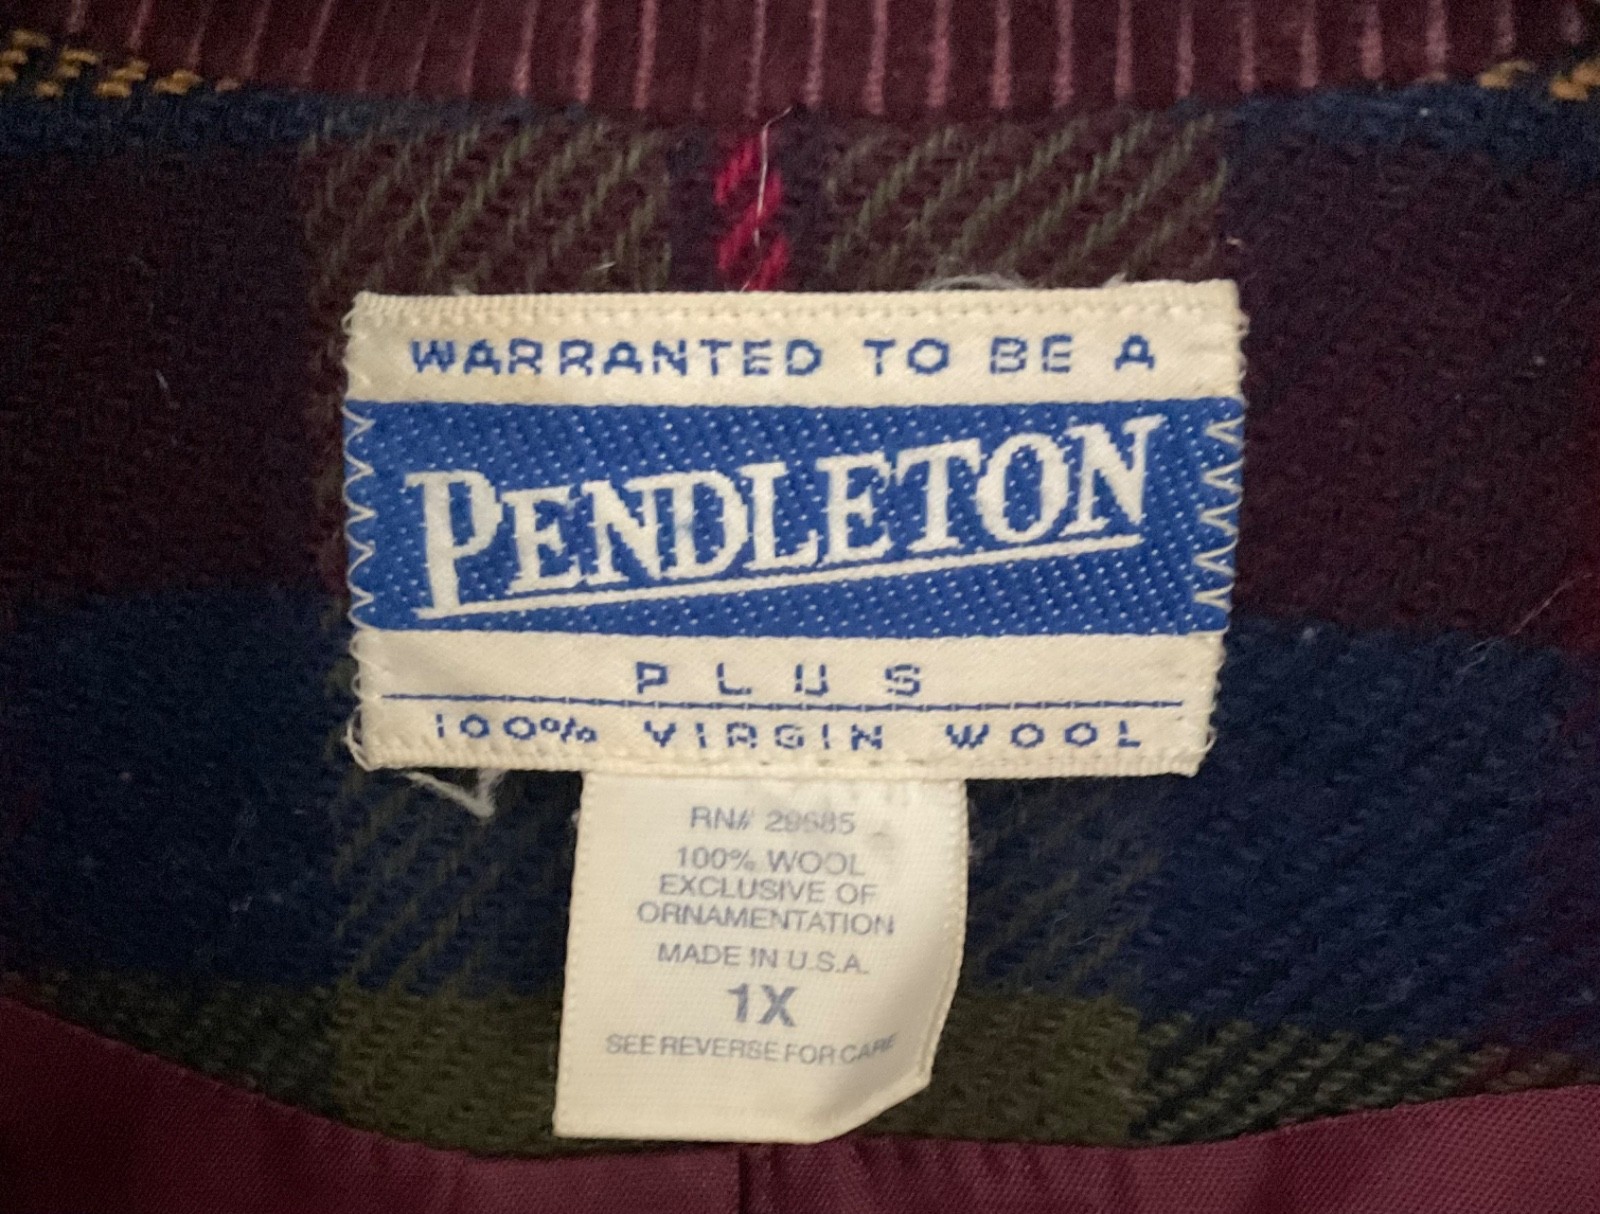 WARRANTED TO BE A
PENDLETON
PLUS
100% VIRGIN WOOL
RN# 29685
100% WOOL
EXCLUSIVE OF
ORNAMENTATION
MADE IN U.S.A.
1X
SEE REVERSE FOR CARE